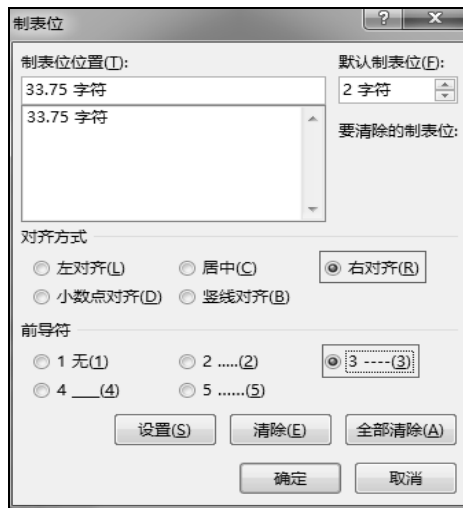 制表位
? X
制表位位置(T): 默认制表位(F):
33.75 字符 2 字符
33.75 字符
要清除的制表位:
对齐方式
左对齐(L) 居中(C) 右对齐(R)
小数点对齐(D) 竖线对齐(B)
前导符
1 无(1) 2 .....(2) 3 ----(3)
4 ___(4) 5 ......(5)
设置(S) 清除(E) 全部清除(A)
确定 取消